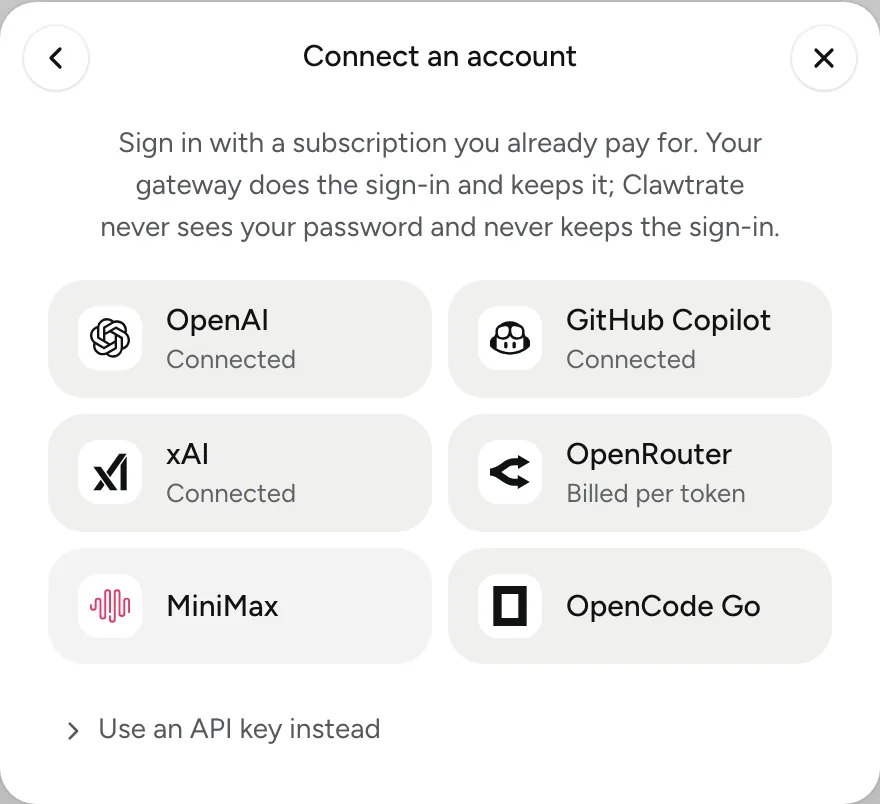 Connect an account
Sign in with a subscription you already pay for. Your
gateway does the sign-in and keeps it; Clawtrate
never sees your password and never keeps the sign-in.
OpenAI
Connected
GitHub Copilot
Connected
xAI
Connected
OpenRouter
Billed per token
MiniMax
OpenCode Go
Use an API key instead